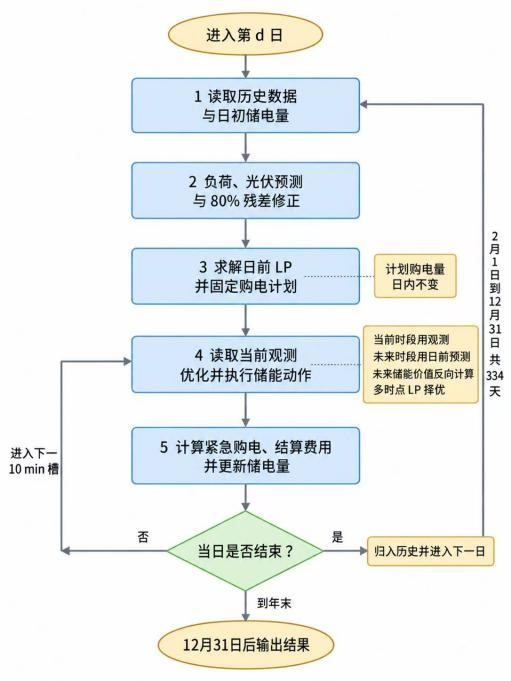 进入第 d 日
1 读取历史数据
与日初储电量
2 负荷、光伏预测
与 80% 残差修正
3 求解日前 LP
并固定购电计划
计划购电量
日内不变
4 读取当前观测
优化并执行储能动作
当前时段用观测
未来时段用日前预测
未来储能价值反向计算
多时点 LP 择优
5 计算紧急购电、结算费用
并更新储电量
进入下一
10 min 槽
当日是否结束？
否
是
归入历史并进入下一日
到年末
12月31日后输出结果
2月1日到12月31日 共 334 天